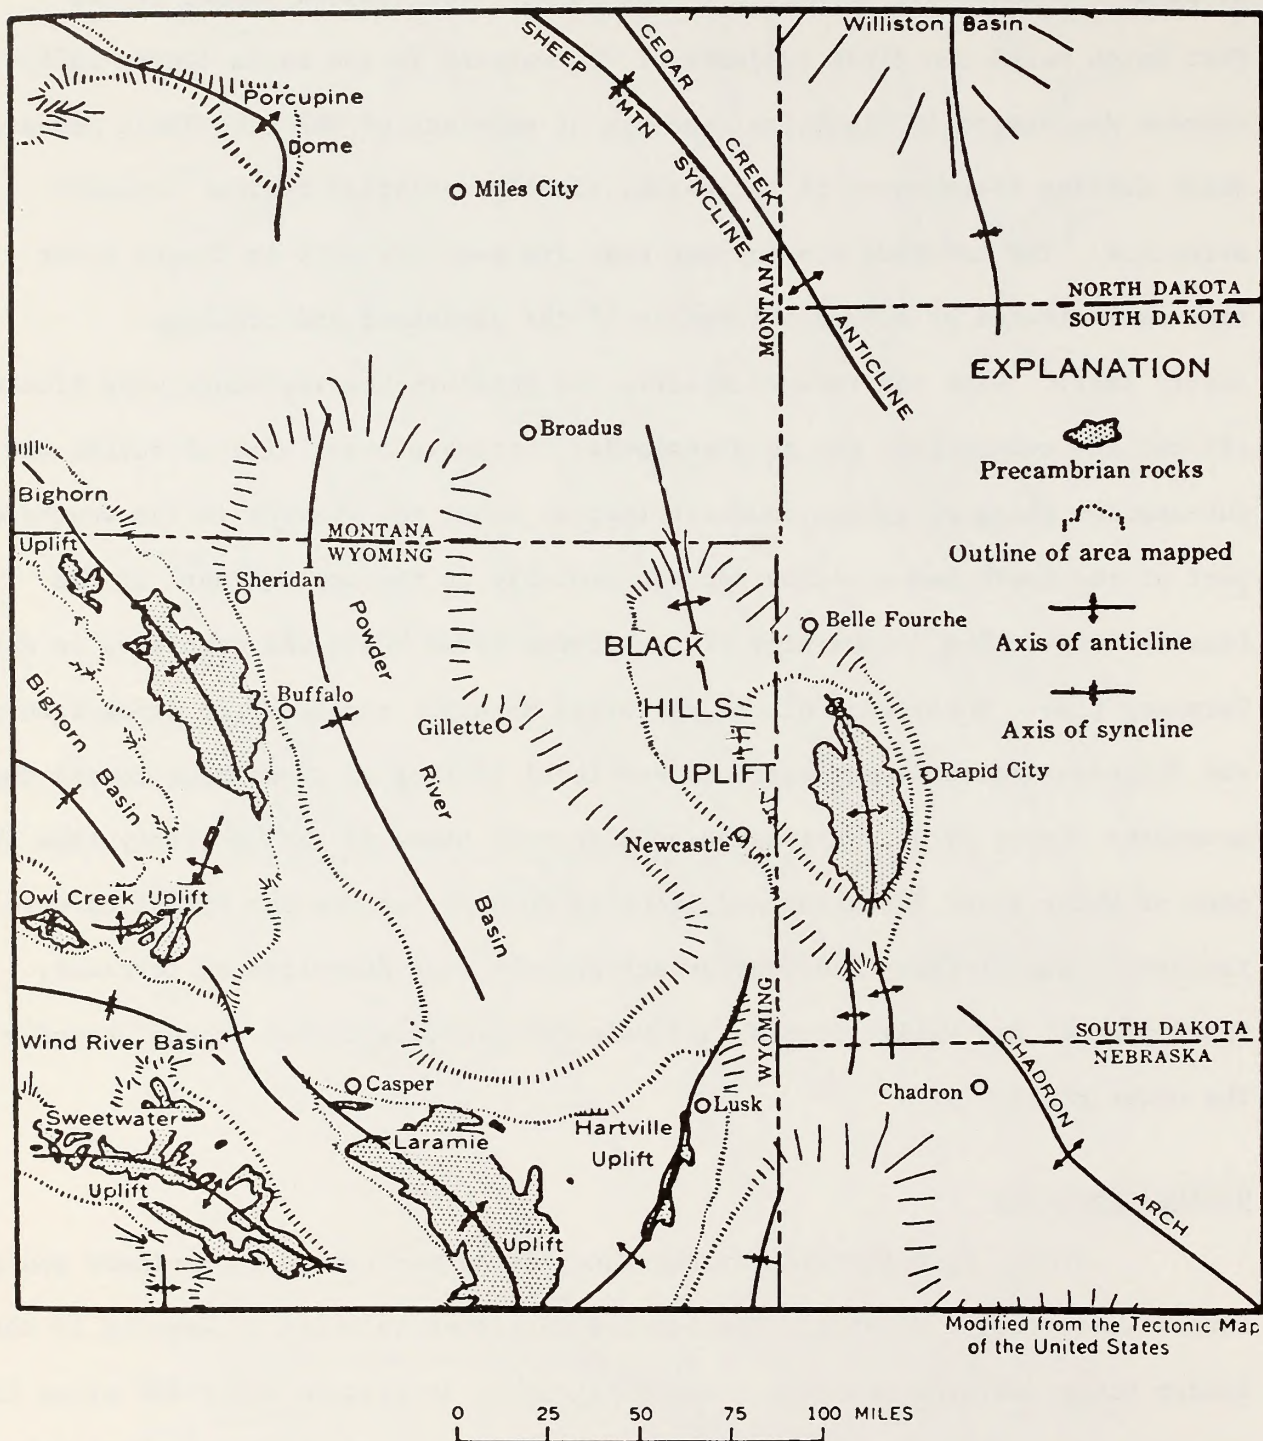 Williston Basin
SHEEP MTN SYNCLINE
CEDAR CREEK ANTICLINE
Porcupine
Dome
Miles City
MONTANA
NORTH DAKOTA
SOUTH DAKOTA
EXPLANATION
Precambrian rocks
Outline of area mapped
Axis of anticline
Axis of syncline
Broadus
Bighorn
Uplift
MONTANA
WYOMING
Sheridan
Powder
River
Basin
Belle Fourche
BLACK
HILLS
UPLIFT
Bighorn
Basin
Buffalo
Gillette
Rapid City
Newcastle
Owl Creek Uplift
Wind River Basin
WYOMING
SOUTH DAKOTA
NEBRASKA
CHADRON ARCH
Chadron
Casper
Lusk
Sweetwater
Uplift
Laramie
Uplift
Hartville
Uplift
Modified from the Tectonic Map
of the United States
0 25 50 75 100 MILES